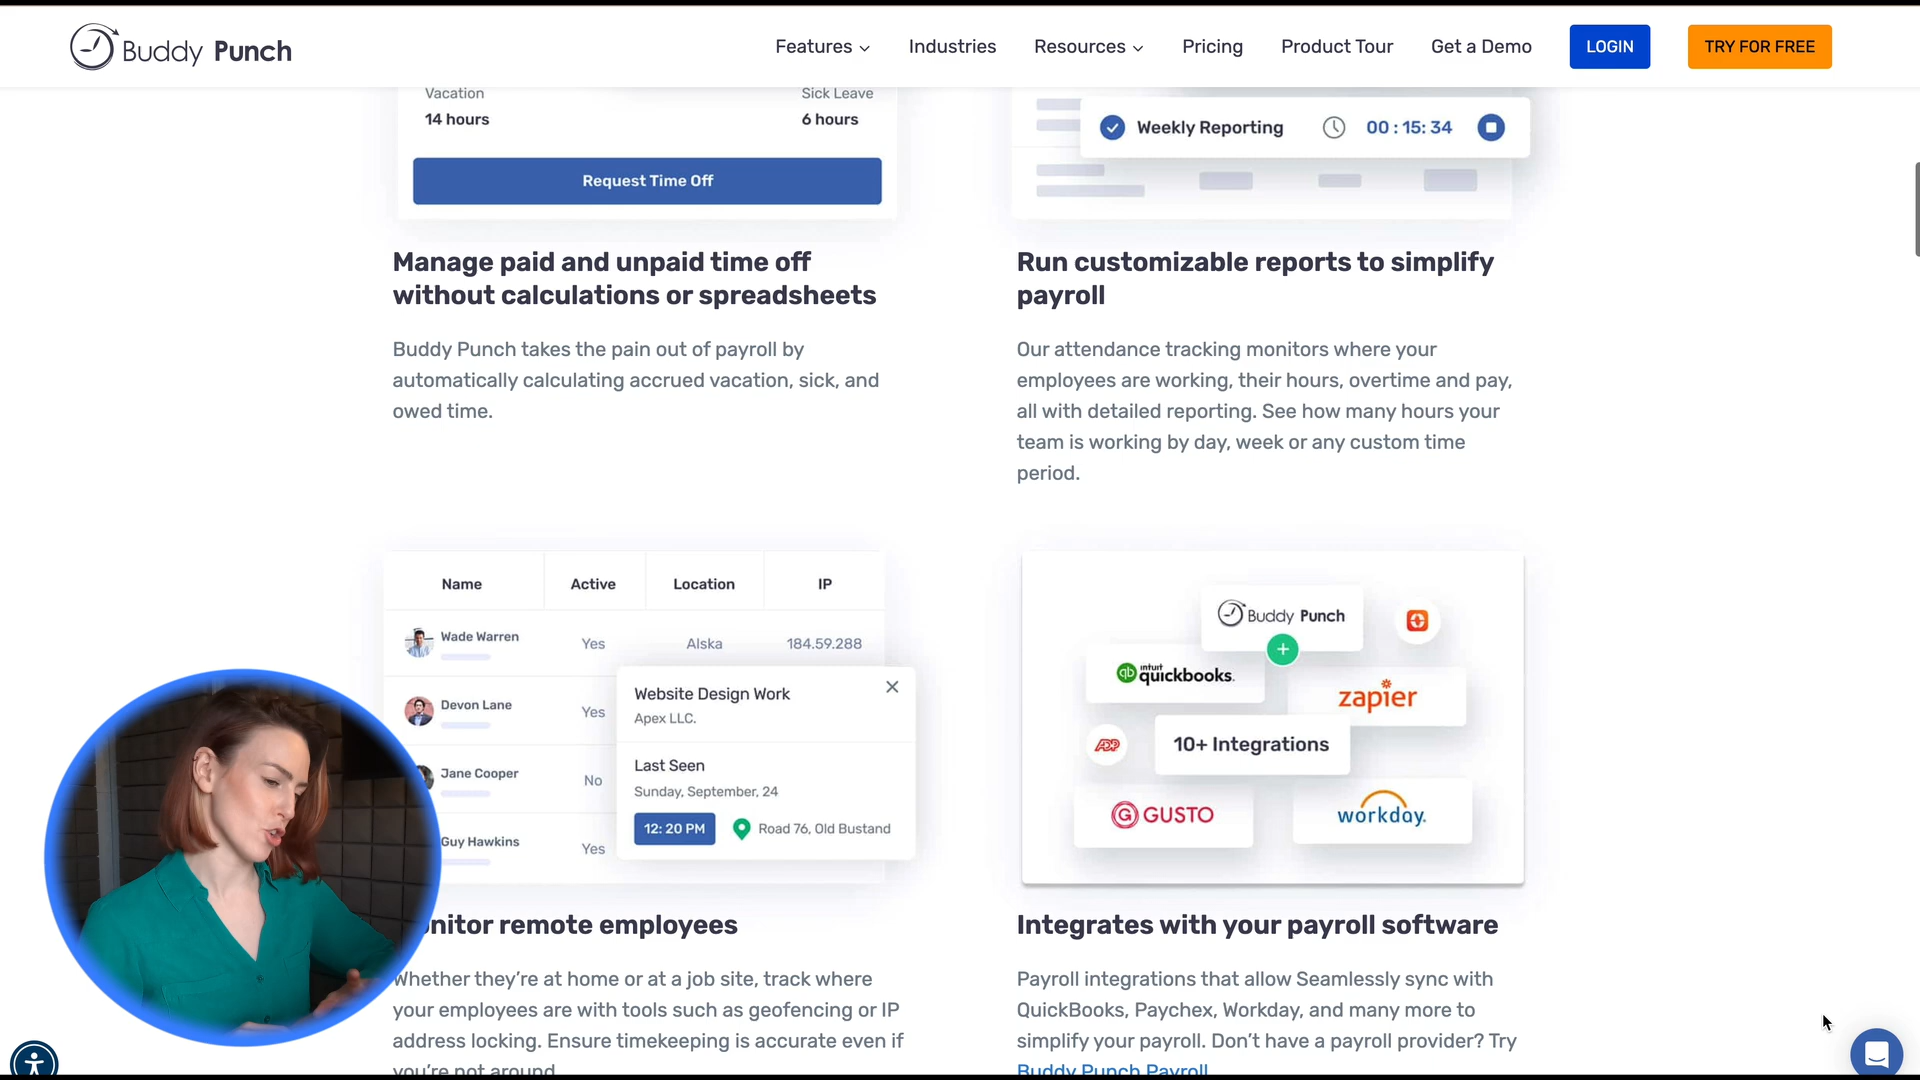 Buddy Punch
Features
Industries
Resources
Pricing
Product Tour
Get a Demo
LOGIN
TRY FOR FREE
Vacation
14 hours
Sick Leave
6 hours
Request Time Off
Weekly Reporting
00 : 15: 34
Manage paid and unpaid time off
without calculations or spreadsheets
Buddy Punch takes the pain out of payroll by
automatically calculating accrued vacation, sick, and
owed time.
Run customizable reports to simplify
payroll
Our attendance tracking monitors where your
employees are working, their hours, overtime and pay,
all with detailed reporting. See how many hours your
team is working by day, week or any custom time
period.
Name Active Location IP
Wade Warren Yes Alska 184.59.288
Devon Lane Yes
Jane Cooper No
Guy Hawkins Yes
Website Design Work
Apex LLC.
Last Seen
Sunday, September, 24
12: 20 PM
Road 76, Old Bustand
Buddy Punch
intuit
qb quickbooks.
zapier
ADP
10+ Integrations
G GUSTO
workday.
nitor remote employees
Whether they're at home or at a job site, track where
your employees are with tools such as geofencing or IP
address locking. Ensure timekeeping is accurate even if
you're not around.
Integrates with your payroll software
Payroll integrations that allow Seamlessly sync with
QuickBooks, Paychex, Workday, and many more to
simplify your payroll. Don't have a payroll provider? Try
Buddy Punch Payroll